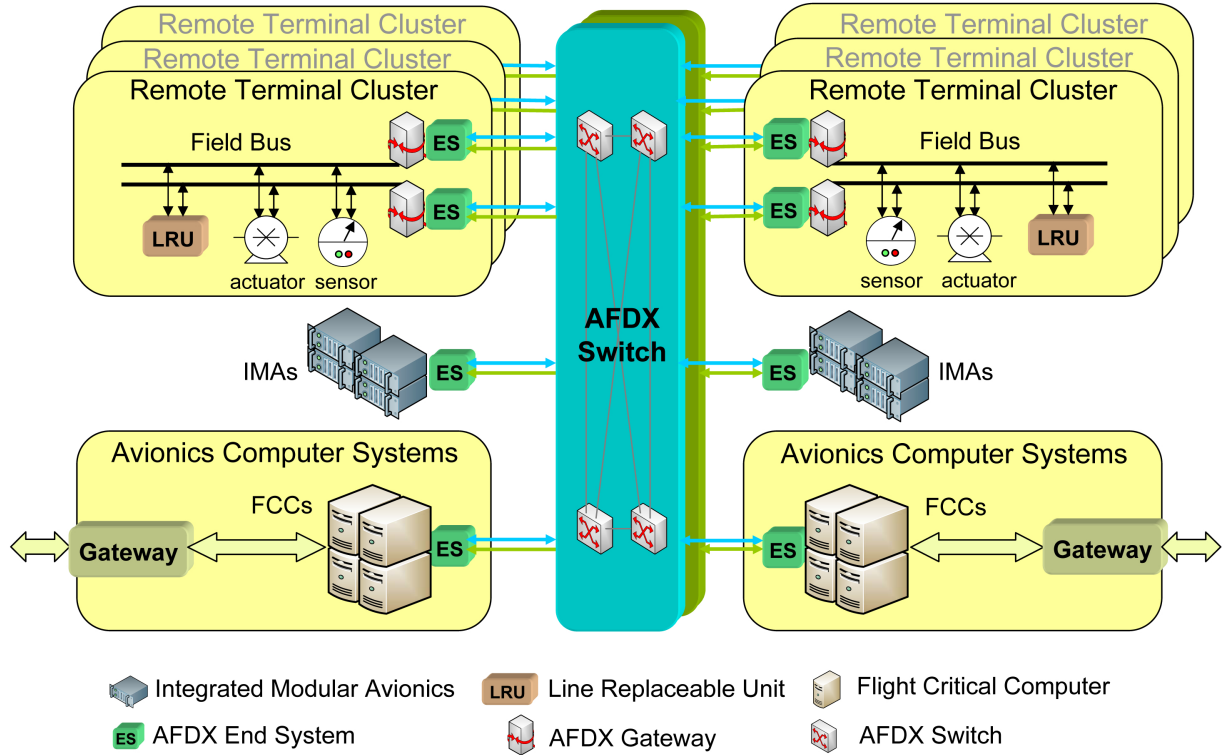 Remote Terminal Cluster
Remote Terminal Cluster
Remote Terminal Cluster
Field Bus
ES
ES
LRU
actuator
sensor
Remote Terminal Cluster
Remote Terminal Cluster
Remote Terminal Cluster
Field Bus
ES
ES
LRU
sensor
actuator
AFDX
Switch
IMAs
ES
ES
IMAs
Avionics Computer Systems
FCCs
Gateway
ES
Avionics Computer Systems
FCCs
ES
Gateway
Integrated Modular Avionics
LRU
Line Replaceable Unit
Flight Critical Computer
ES
AFDX End System
AFDX Gateway
AFDX Switch